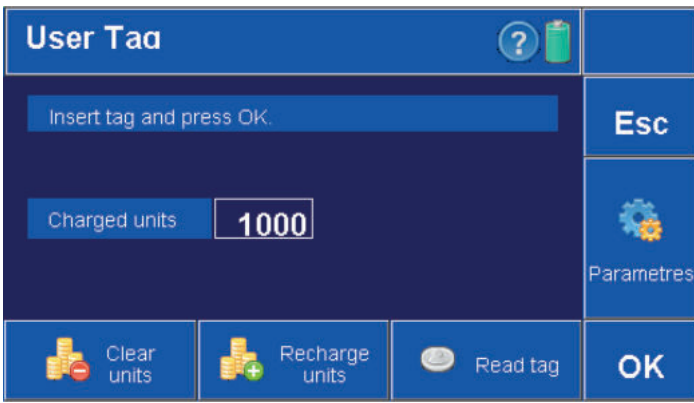 User Tag
?
Insert tag and press OK.
Esc
Charged units
1000
Parametres
Clear
units
Recharge
units
Read tag
OK